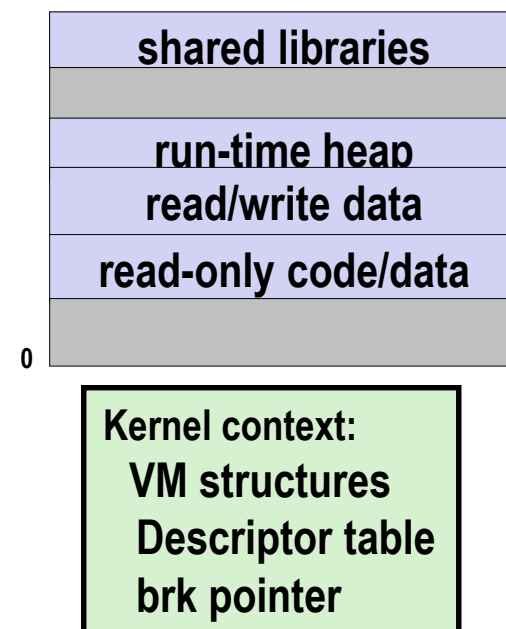 shared libraries
run-time heap
read/write data
read-only code/data
0
Kernel context:
VM structures
Descriptor table
brk pointer